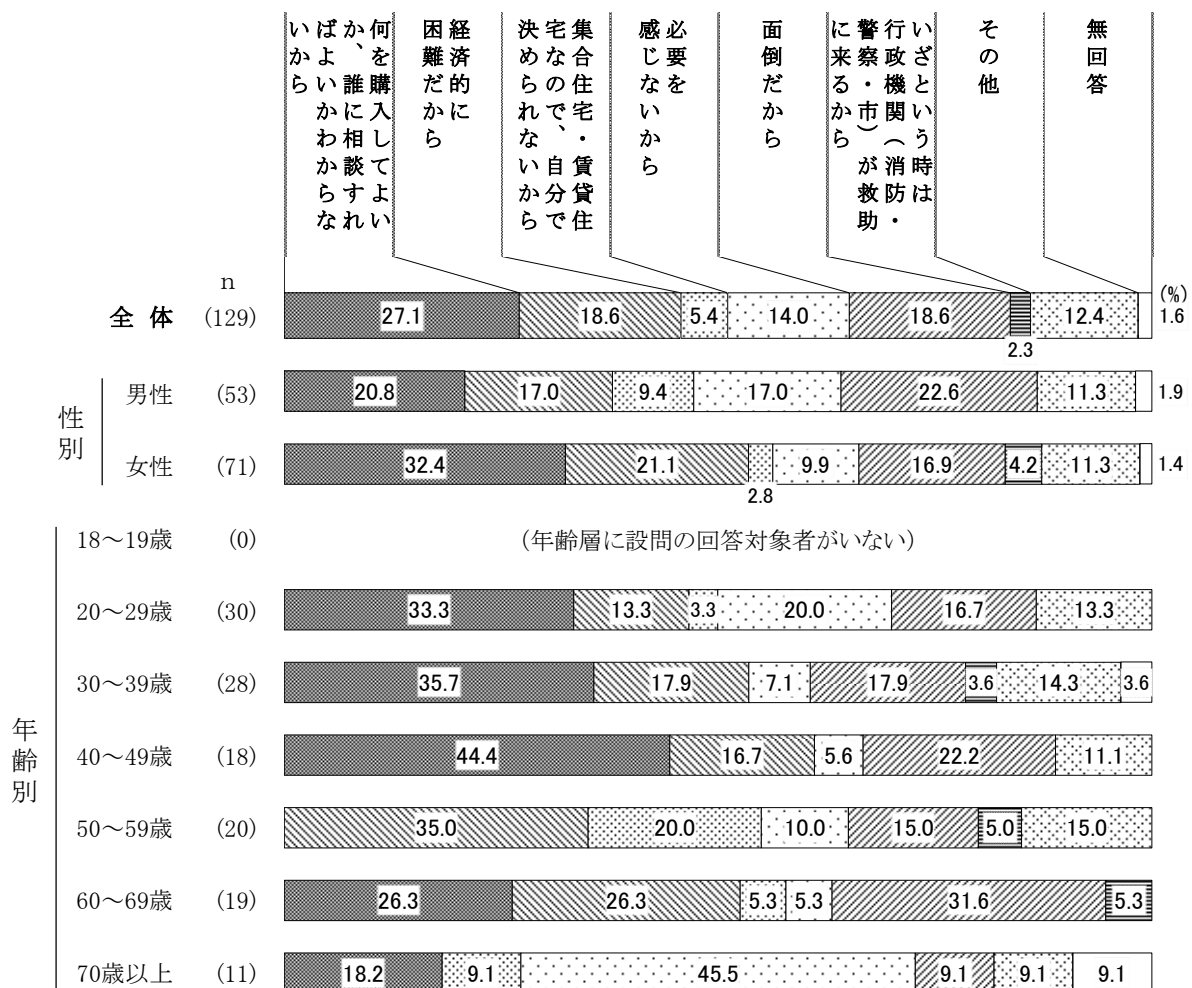 何を購入してよい
か、誰に相談すれ
ばよいかわからな
いから
経済的に
困難だから
集合住宅・賃貸住
宅なので、自分で
決められないから
必要を
感じないから
面倒だから
いざという時は
行政機関（消防・
警察・市）が救助
に来るから
その他
無回答
n
(%)
全体 (129) 27.1 18.6 5.4 14.0 18.6 2.3 12.4 1.6
性別
男性 (53) 20.8 17.0 9.4 17.0 22.6 11.3 1.9
女性 (71) 32.4 21.1 2.8 9.9 16.9 4.2 11.3 1.4
年齢別
18～19歳 (0) （年齢層に設問の回答対象者がいない）
20～29歳 (30) 33.3 13.3 3.3 20.0 16.7 13.3
30～39歳 (28) 35.7 17.9 7.1 17.9 3.6 14.3 3.6
40～49歳 (18) 44.4 16.7 5.6 22.2 11.1
50～59歳 (20) 35.0 20.0 10.0 15.0 5.0 15.0
60～69歳 (19) 26.3 26.3 5.3 5.3 31.6 5.3
70歳以上 (11) 18.2 9.1 45.5 9.1 9.1 9.1